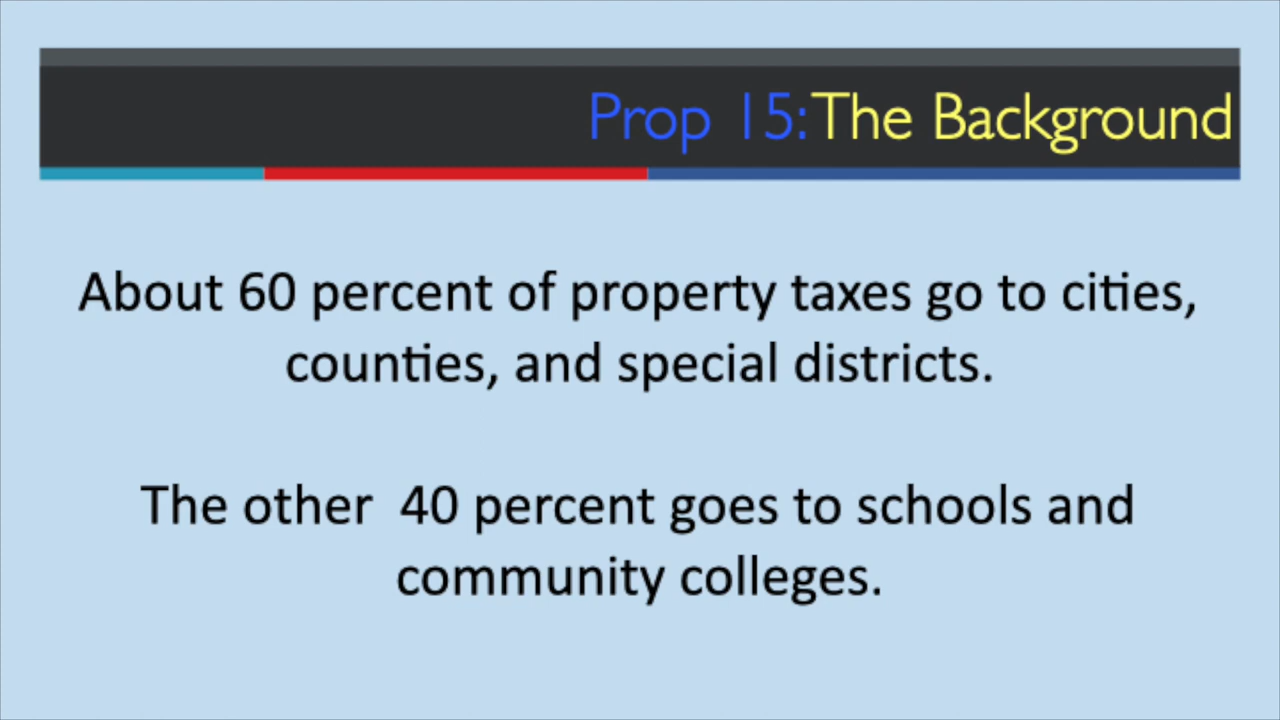 Prop 15: The Background
About 60 percent of property taxes go to cities,
counties, and special districts.
The other  40 percent goes to schools and
community colleges.